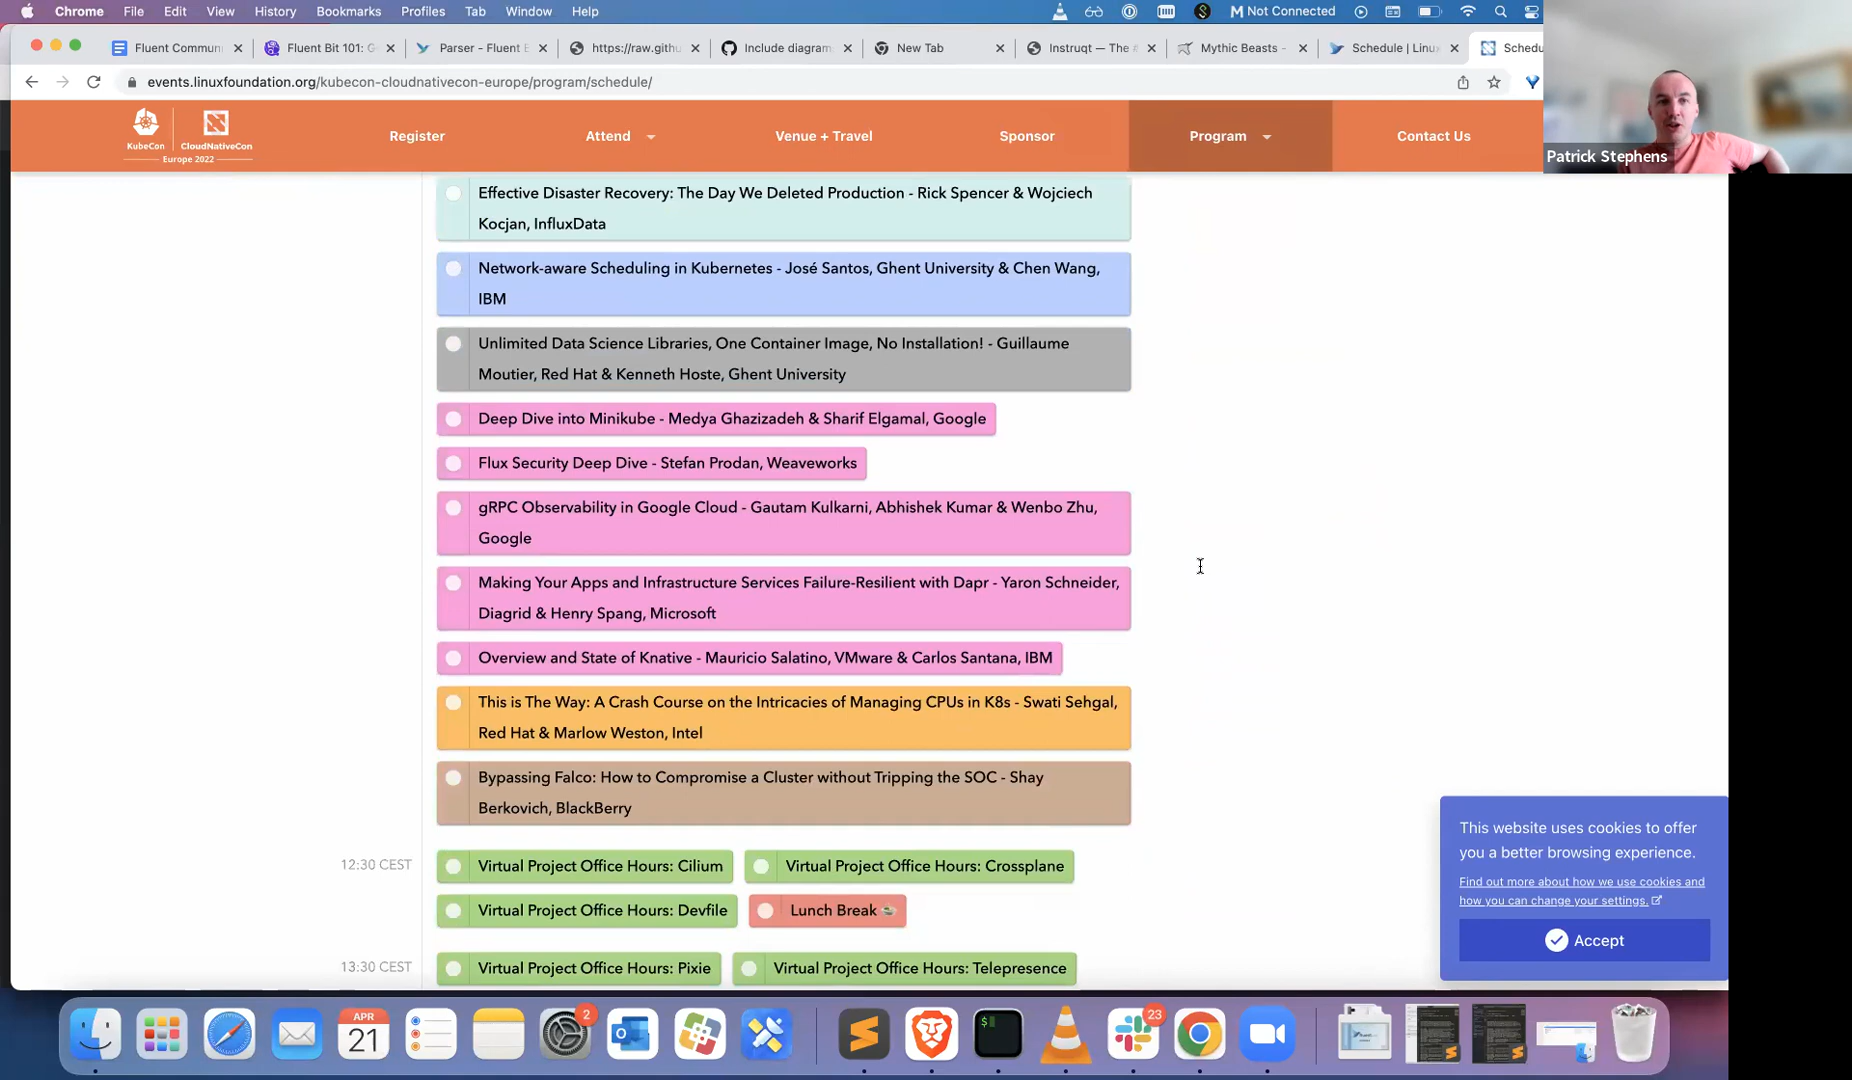 Chrome File Edit View History Bookmarks Profiles Tab Window Help
M Not Connected
Fluent Commun
Fluent Bit 101: G
Parser - Fluent E
https://raw.githu
Include diagram
New Tab
Instruqt — The
Mythic Beasts -
Schedule | Linux
Schedu
events.linuxfoundation.org/kubecon-cloudnativecon-europe/program/schedule/
KubeCon CloudNativeCon
Europe 2022
Register
Attend
Venue + Travel
Sponsor
Program
Contact Us
Patrick Stephens
Effective Disaster Recovery: The Day We Deleted Production - Rick Spencer & Wojciech
Kocjan, InfluxData
Network-aware Scheduling in Kubernetes - José Santos, Ghent University & Chen Wang,
IBM
Unlimited Data Science Libraries, One Container Image, No Installation! - Guillaume
Moutier, Red Hat & Kenneth Hoste, Ghent University
Deep Dive into Minikube - Medya Ghazizadeh & Sharif Elgamal, Google
Flux Security Deep Dive - Stefan Prodan, Weaveworks
gRPC Observability in Google Cloud - Gautam Kulkarni, Abhishek Kumar & Wenbo Zhu,
Google
Making Your Apps and Infrastructure Services Failure-Resilient with Dapr - Yaron Schneider,
Diagrid & Henry Spang, Microsoft
Overview and State of Knative - Mauricio Salatino, VMware & Carlos Santana, IBM
This is The Way: A Crash Course on the Intricacies of Managing CPUs in K8s - Swati Sehgal,
Red Hat & Marlow Weston, Intel
Bypassing Falco: How to Compromise a Cluster without Tripping the SOC - Shay
Berkovich, BlackBerry
12:30 CEST
Virtual Project Office Hours: Cilium
Virtual Project Office Hours: Crossplane
Virtual Project Office Hours: Devfile
Lunch Break
13:30 CEST
Virtual Project Office Hours: Pixie
Virtual Project Office Hours: Telepresence
This website uses cookies to offer
you a better browsing experience.
Find out more about how we use cookies and
how you can change your settings.
Accept
APR
21
2
$
23